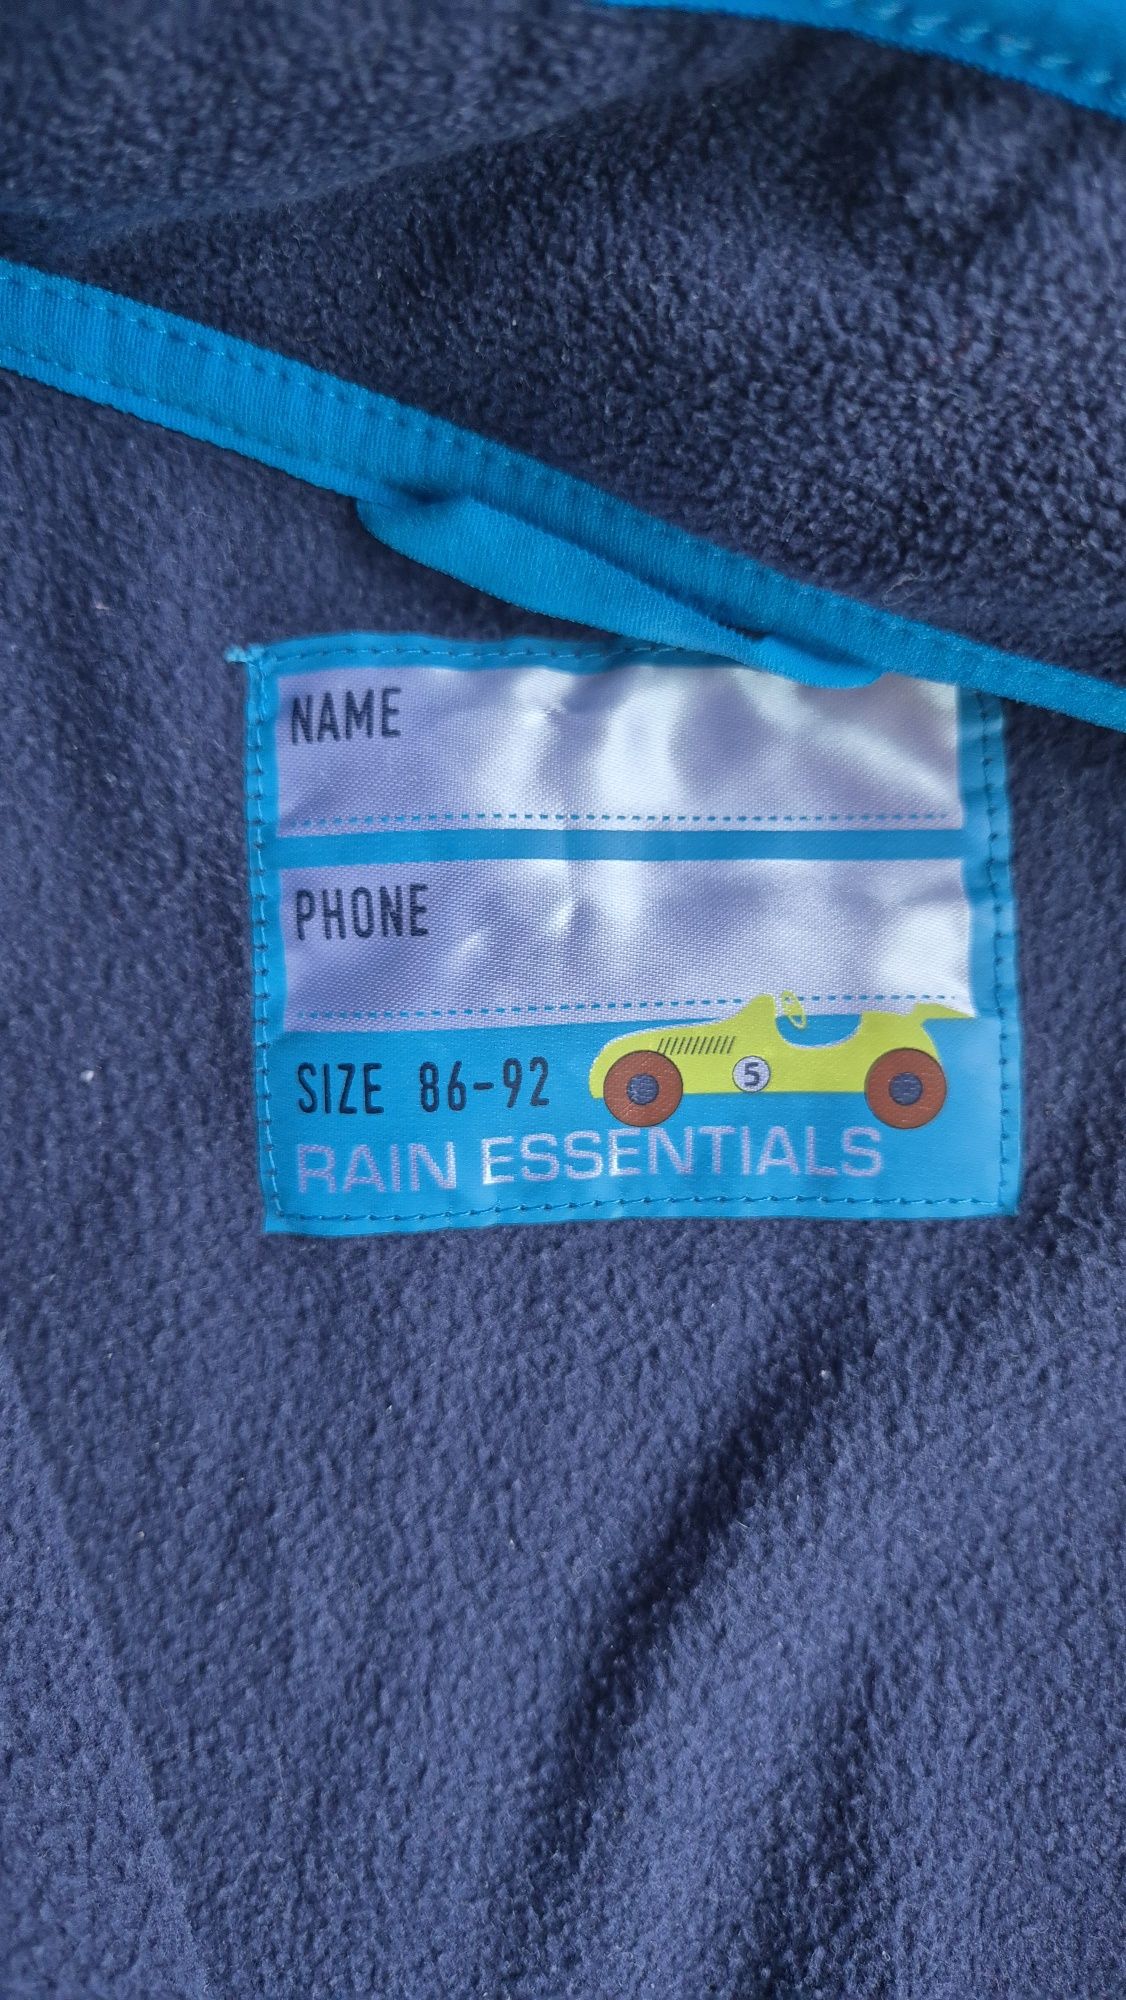 NAME
PHONE
SIZE 86-92
5
RAIN ESSENTIALS